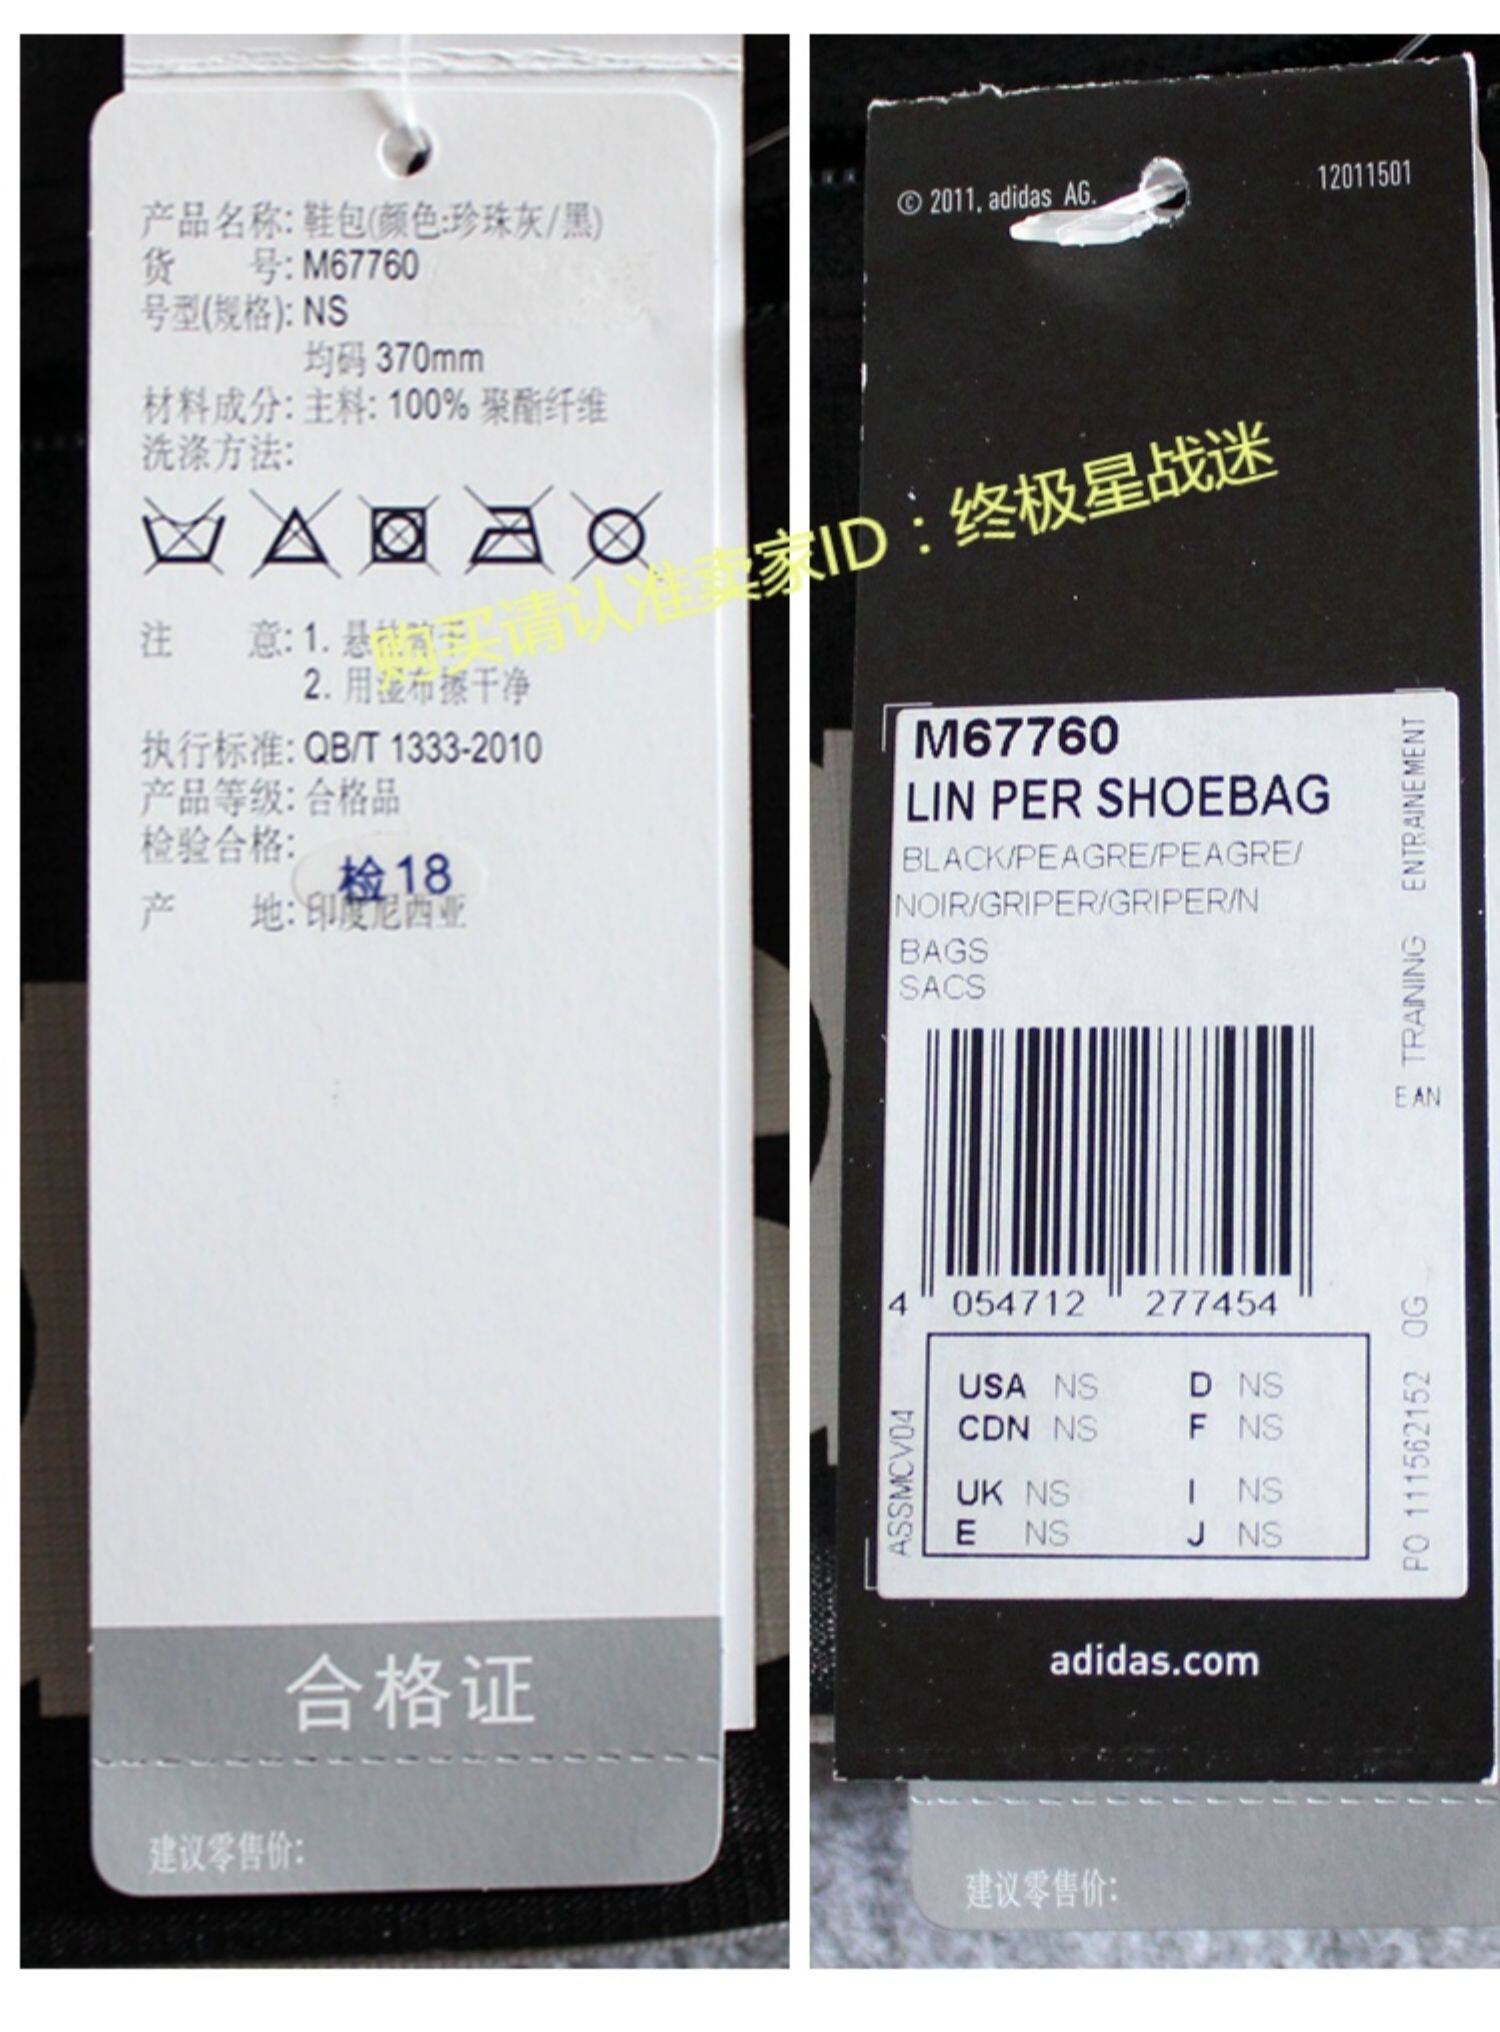 产品名称: 鞋包(颜色:珍珠灰/黑)
货 号: M67760
号型(规格): NS
均码 370mm
材料成分: 主料: 100% 聚酯纤维
洗涤方法:
注 意: 1. 悬挂
2. 用湿布擦干净
执行标准: QB/T 1333-2010
产品等级: 合格品
检验合格:
检18
产 地: 印度尼西亚
合格证
建议零售价:
购买请认准卖家ID：终极星战迷
© 2011, adidas AG.
12011501
M67760
LIN PER SHOEBAG
BLACK/PEAGRE/PEAGRE/
NOIR/GRIPER/GRIPER/N
BAGS
SACS
4 054712 277454
TRAINING ENTRAINEMENT
EAN
USA NS D NS
CDN NS F NS
UK NS I NS
E NS J NS
ASSMCV04
PO 111562152 OG
adidas.com
建议零售价: